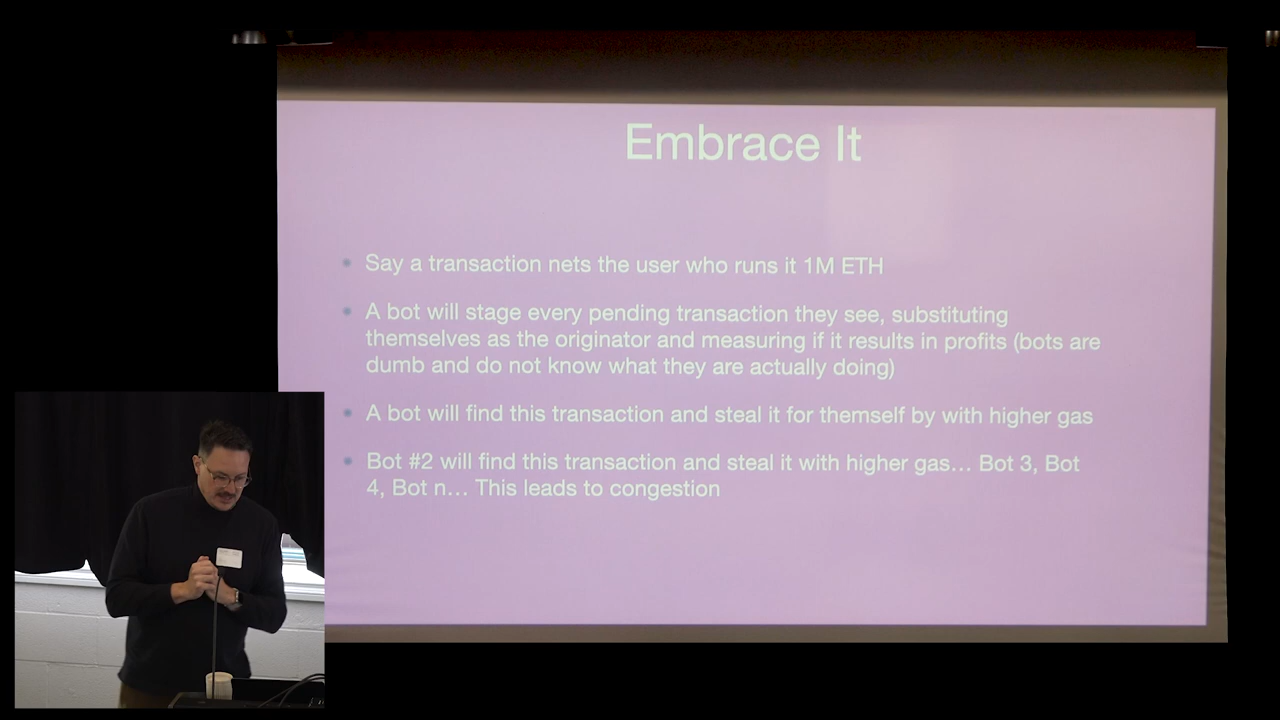 Embrace It
Say a transaction nets the user who runs it 1M ETH
A bot will stage every pending transaction they see, substituting
themselves as the originator and measuring if it results in profits (bots are
dumb and do not know what they are actually doing)
A bot will find this transaction and steal it for themself by with higher gas
Bot #2 will find this transaction and steal it with higher gas… Bot 3, Bot
4, Bot n… This leads to congestion